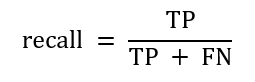 recall = TP / (TP + FN)